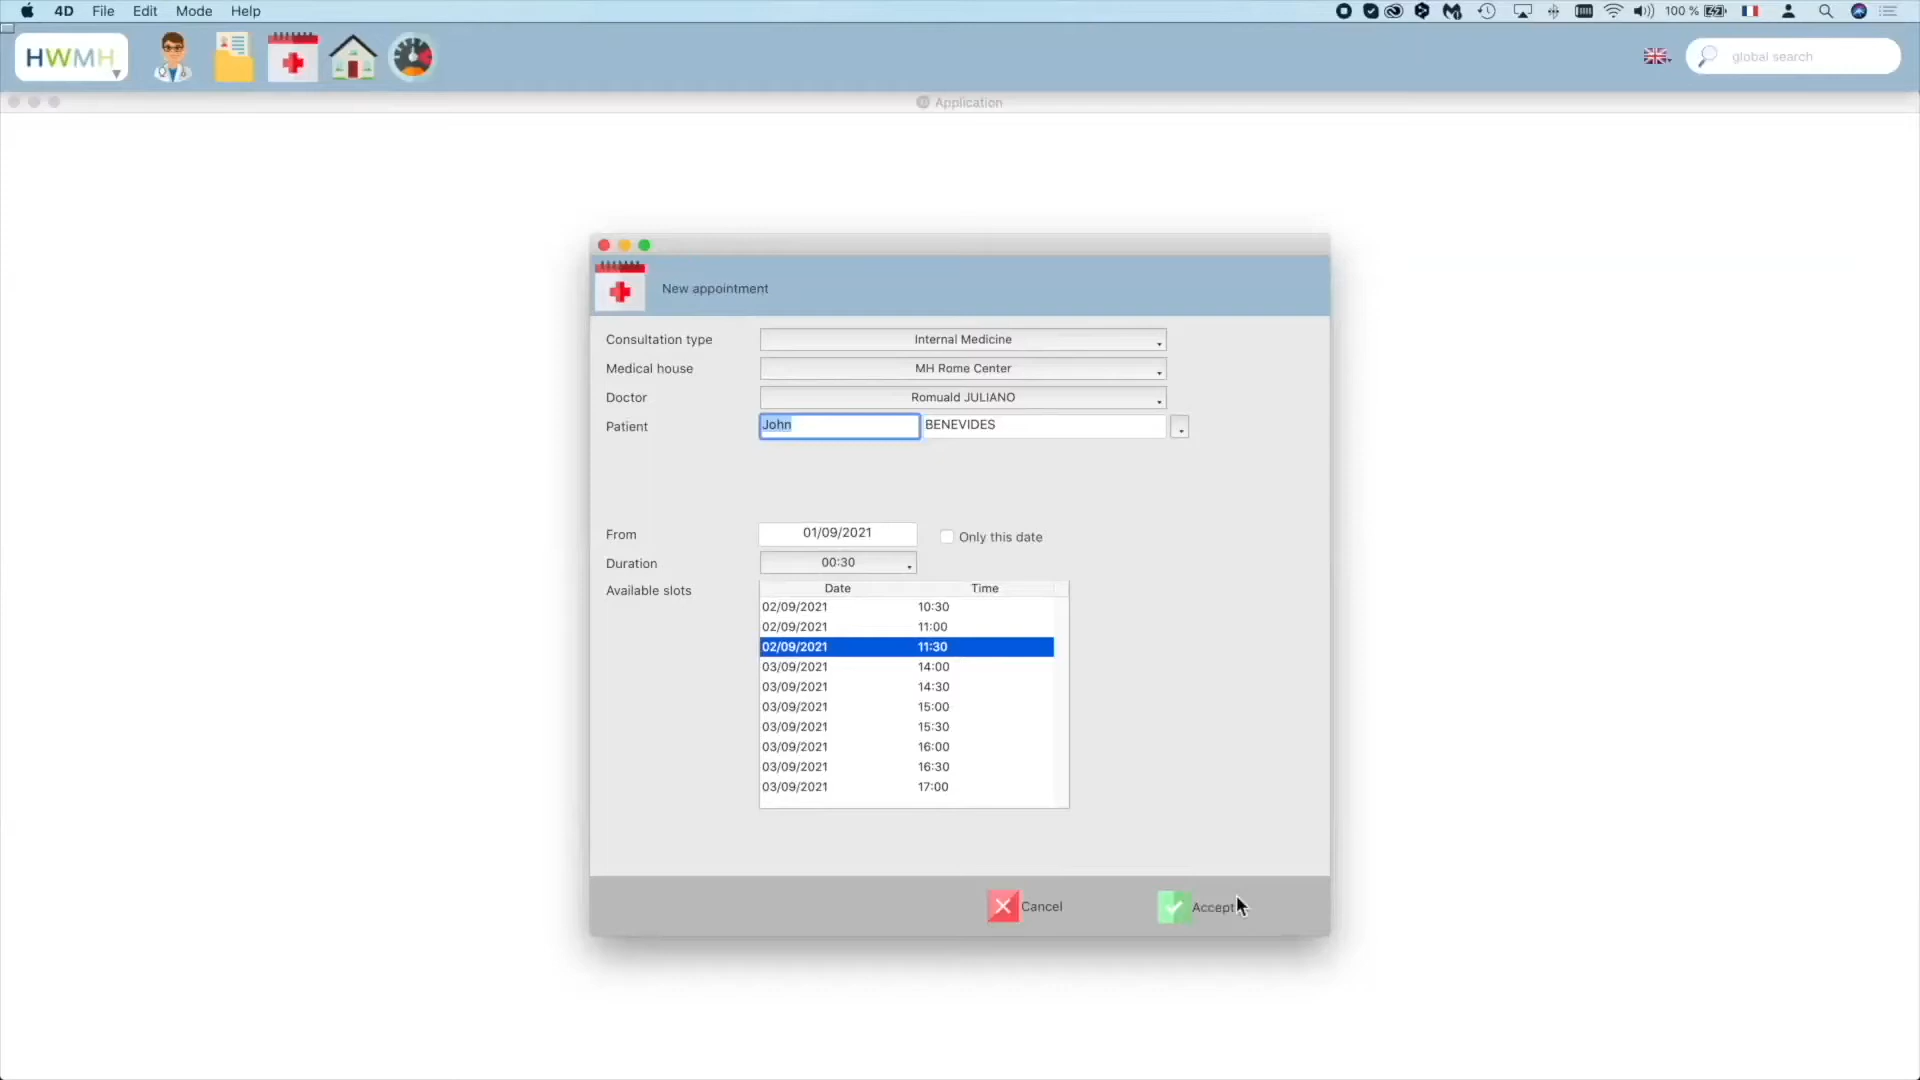 4D File Edit Mode Help 100 %
HWMH global search
Application
New appointment
Consultation type Internal Medicine
Medical house MH Rome Center
Doctor Romuald JULIANO
Patient John BENEVIDES
From 01/09/2021 Only this date
Duration 00:30
Available slots Date Time
02/09/2021 10:30
02/09/2021 11:00
02/09/2021 11:30
03/09/2021 14:00
03/09/2021 14:30
03/09/2021 15:00
03/09/2021 15:30
03/09/2021 16:00
03/09/2021 16:30
03/09/2021 17:00
Cancel Accept